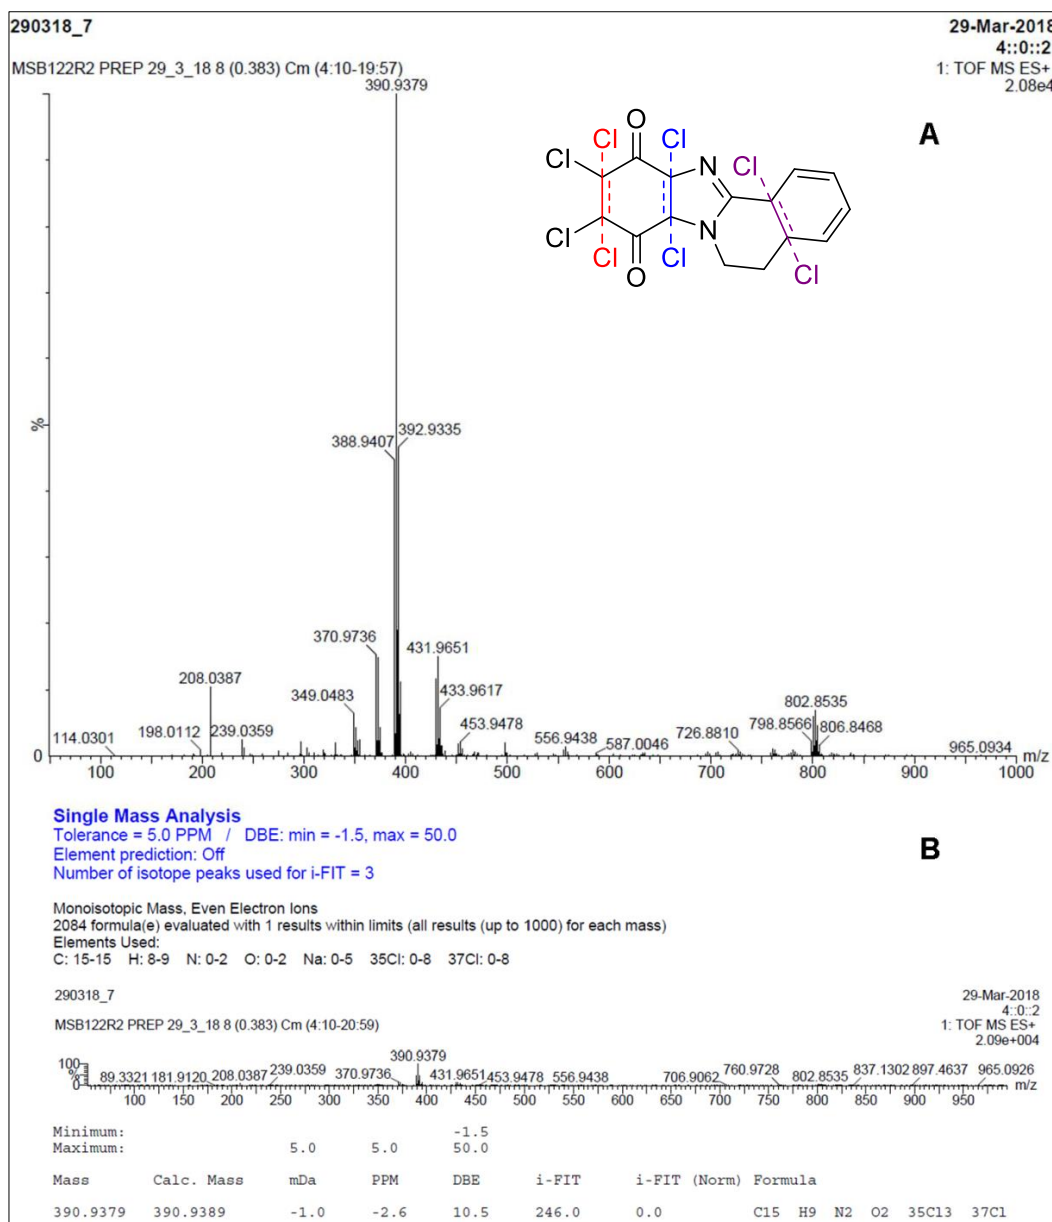 290318_7
29-Mar-2018
4::0::2
MSB122R2 PREP 29_3_18 8 (0.383) Cm (4:10-19:57)
1: TOF MS ES+
2.08e4
390.9379
A
O
Cl
Cl
Cl
N
Cl
Cl
Cl
Cl
N
Cl
O
Cl
%
388.9407
392.9335
370.9736
431.9651
208.0387
349.0483
433.9617
802.8535
114.0301
198.0112
239.0359
453.9478
556.9438
587.0046
726.8810
798.8566
806.8468
965.0934
0
m/z
100 200 300 400 500 600 700 800 900 1000
Single Mass Analysis
Tolerance = 5.0 PPM / DBE: min = -1.5, max = 50.0
B
Element prediction: Off
Number of isotope peaks used for i-FIT = 3
Monoisotopic Mass, Even Electron Ions
2084 formula(e) evaluated with 1 results within limits (all results (up to 1000) for each mass)
Elements Used:
C: 15-15 H: 8-9 N: 0-2 O: 0-2 Na: 0-5 35Cl: 0-8 37Cl: 0-8
290318_7
29-Mar-2018
4::0::2
MSB122R2 PREP 29_3_18 8 (0.383) Cm (4:10-20:59)
1: TOF MS ES+
2.09e+004
100
%
0
390.9379
89.3321 181.9120 208.0387 239.0359 370.9736 431.9651 453.9478 556.9438 706.9062 760.9728 802.8535 837.1302 897.4637 965.0926
m/z
100 150 200 250 300 350 400 450 500 550 600 650 700 750 800 850 900 950
Minimum: -1.5
Maximum: 5.0 5.0 50.0
Mass Calc. Mass mDa PPM DBE i-FIT i-FIT (Norm) Formula
390.9379 390.9389 -1.0 -2.6 10.5 246.0 0.0 C15 H9 N2 O2 35Cl3 37Cl